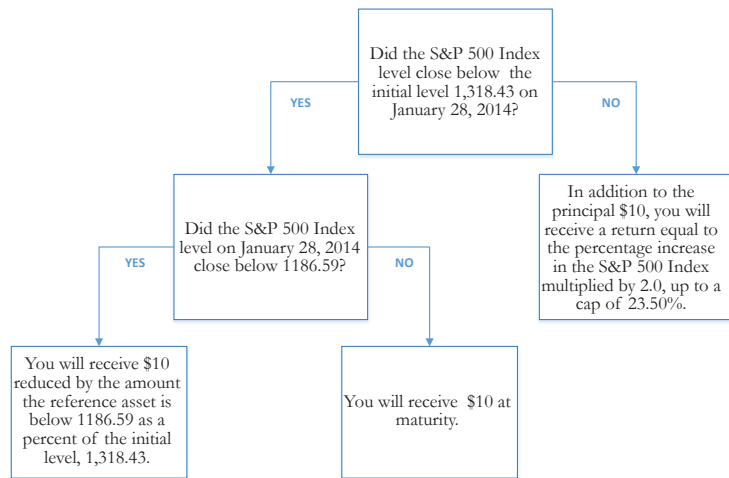 Did the S&P 500 Index
level close below the
initial level 1,318.43 on
January 28, 2014?
YES
NO
Did the S&P 500 Index
level on January 28, 2014
close below 1186.59?
In addition to the
principal $10, you will
receive a return equal to
the percentage increase
in the S&P 500 Index
multiplied by 2.0, up to a
cap of 23.50%.
YES
NO
You will receive $10
reduced by the amount
the reference asset is
below 1186.59 as a
percent of the initial
level, 1,318.43.
You will receive $10 at
maturity.